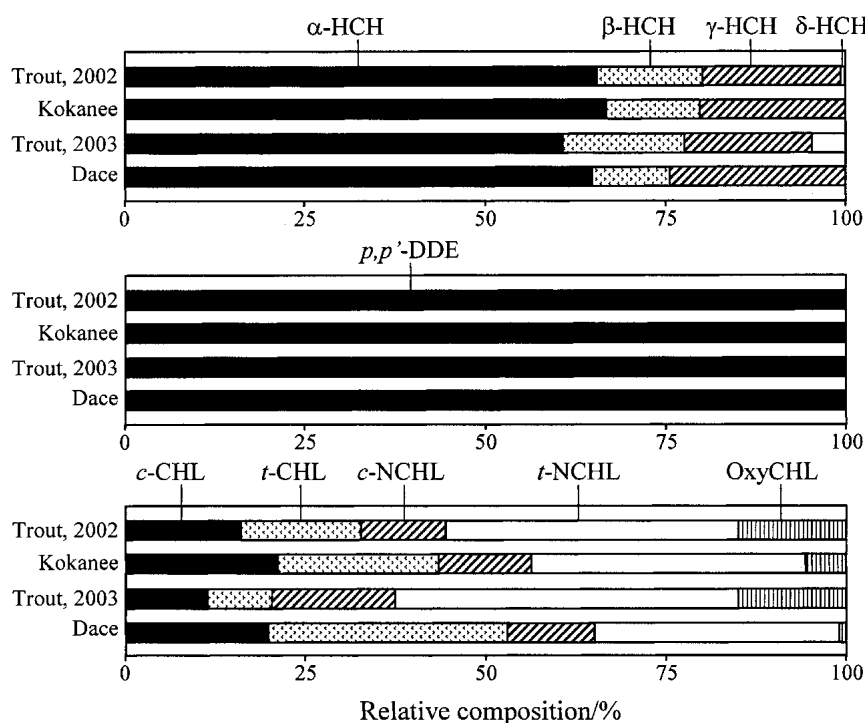 α-HCH β-HCH γ-HCH δ-HCH
Trout, 2002
Kokanee
Trout, 2003
Dace
0 25 50 75 100
p,p’-DDE
Trout, 2002
Kokanee
Trout, 2003
Dace
0 25 50 75 100
c-CHL t-CHL c-NCHL t-NCHL OxyCHL
Trout, 2002
Kokanee
Trout, 2003
Dace
0 25 50 75 100
Relative composition/%